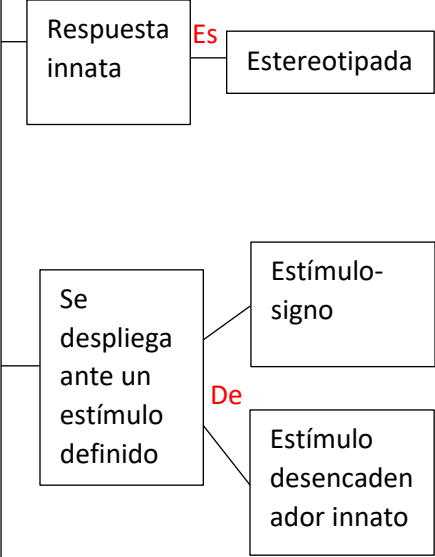 Respuesta
innata
Es
Estereotipada
Se
despliega
ante un
estímulo
definido
De
Estímulo-
signo
Estímulo
desencaden
ador innato